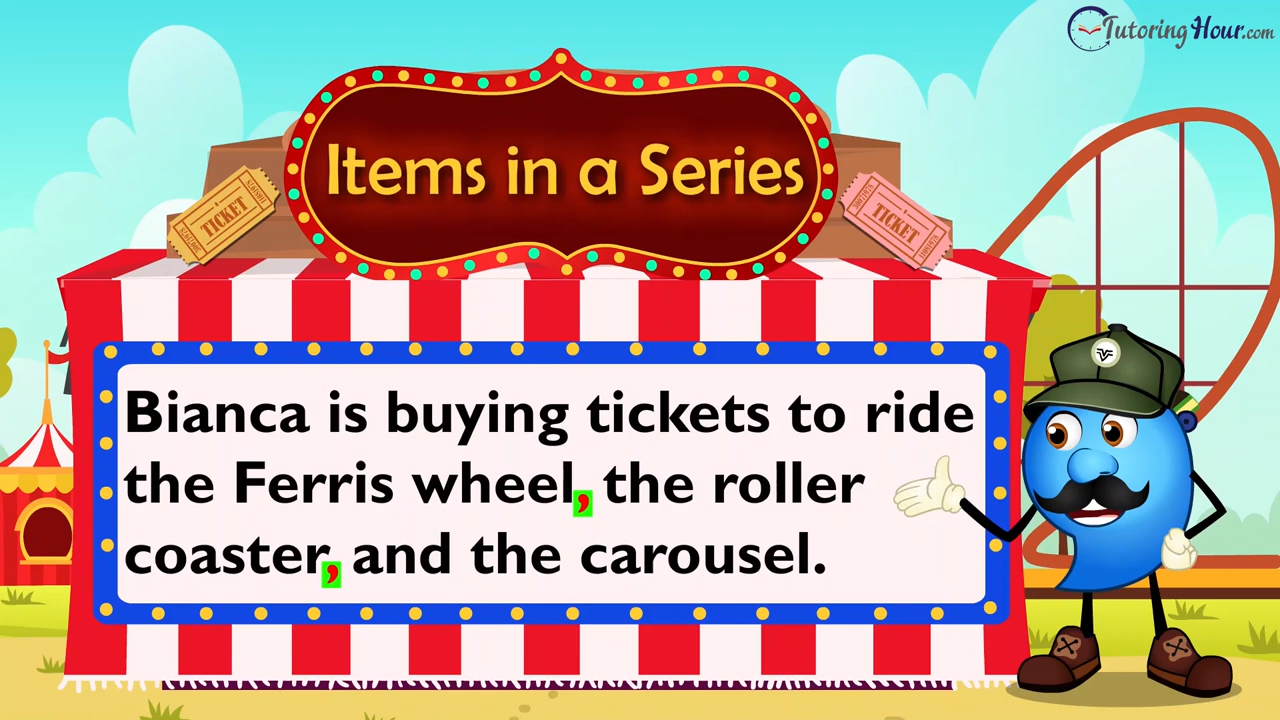 TutoringHour.com
Items in a Series
TICKET
TICKET
Bianca is buying tickets to ride
the Ferris wheel, the roller
coaster, and the carousel.